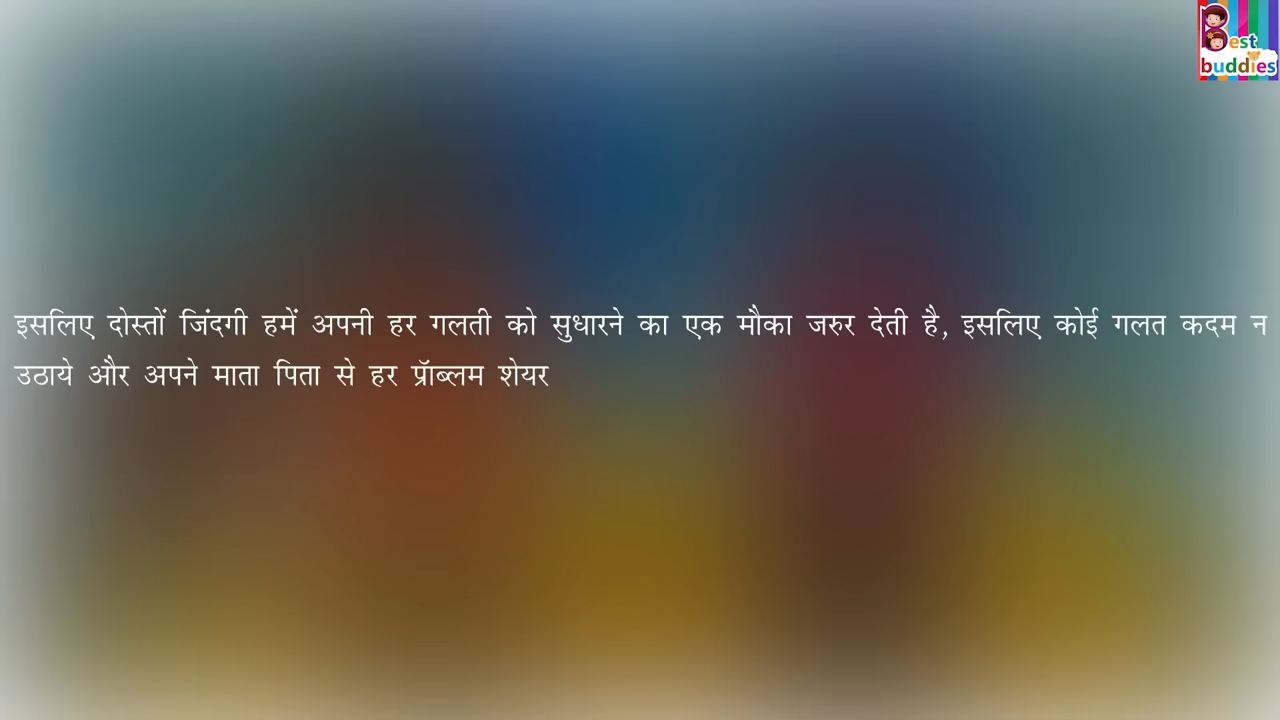 Best
buddies
इसलिए दोस्तों जिंदगी हमें अपनी हर गलती को सुधारने का एक मौका जरुर देती है, इसलिए कोई गलत कदम न
उठाये और अपने माता पिता से हर प्रॅाब्लम शेयर